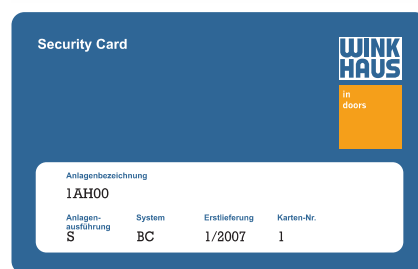 Security Card
WINK
HAUS
in
doors
Anlagenbezeichnung
1AH00
Anlagen-
ausführung System Erstlieferung Karten-Nr.
S BC 1/2007 1